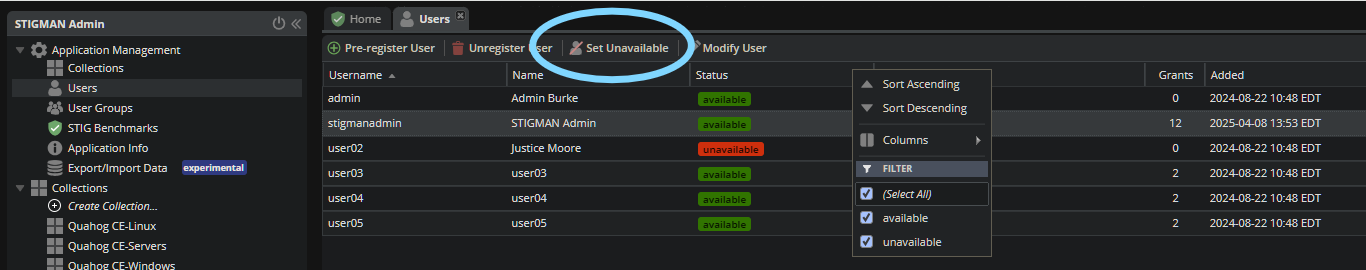 STIGMAN Admin
Home
Users
Application Management
Collections
Users
User Groups
STIG Benchmarks
Application Info
Export/Import Data experimental
Collections
Create Collection...
Quahog CE-Linux
Quahog CE-Servers
Quahog CE-Windows
Pre-register User Unregister User Set Unavailable Modify User
Username Name Status Grants Added
admin Admin Burke available 0 2024-08-22 10:48 EDT
stigmanadmin STIGMAN Admin available 12 2025-04-08 13:53 EDT
user02 Justice Moore unavailable 0 2024-08-22 10:48 EDT
user03 user03 available 2 2024-08-22 10:48 EDT
user04 user04 available 2 2024-08-22 10:48 EDT
user05 user05 available 2 2024-08-22 10:48 EDT
Sort Ascending
Sort Descending
Columns
FILTER
(Select All)
available
unavailable